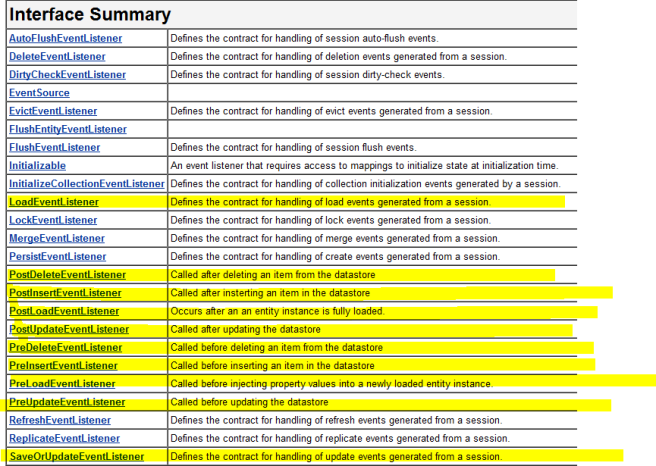 Interface Summary
AutoFlushEventListener Defines the contract for handling of session auto-flush events.
DeleteEventListener Defines the contract for handling of deletion events generated from a session.
DirtyCheckEventListener Defines the contract for handling of session dirty-check events.
EventSource
EvictEventListener Defines the contract for handling of evict events generated from a session.
FlushEntityEventListener
FlushEventListener Defines the contract for handling of session flush events.
Initializable An event listener that requires access to mappings to initialize state at initialization time.
InitializeCollectionEventListener Defines the contract for handling of collection initialization events generated by a session.
LoadEventListener Defines the contract for handling of load events generated from a session.
LockEventListener Defines the contract for handling of lock events generated from a session.
MergeEventListener Defines the contract for handling of merge events generated from a session.
PersistEventListener Defines the contract for handling of create events generated from a session.
PostDeleteEventListener Called after deleting an item from the datastore
PostInsertEventListener Called after insterting an item in the datastore
PostLoadEventListener Occurs after an an entity instance is fully loaded.
PostUpdateEventListener Called after updating the datastore
PreDeleteEventListener Called before deleting an item from the datastore
PreInsertEventListener Called before inserting an item in the datastore
PreLoadEventListener Called before injecting property values into a newly loaded entity instance.
PreUpdateEventListener Called before updating the datastore
RefreshEventListener Defines the contract for handling of refresh events generated from a session.
ReplicateEventListener Defines the contract for handling of replicate events generated from a session.
SaveOrUpdateEventListener Defines the contract for handling of update events generated from a session.